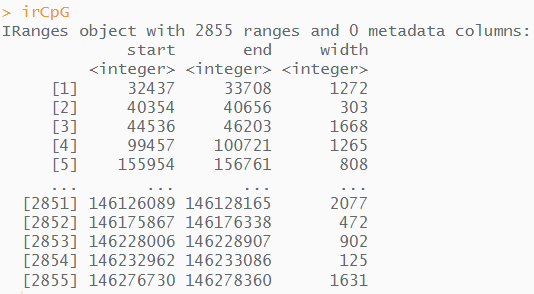 > irCpG
IRanges object with 2855 ranges and 0 metadata columns:
start end width
<integer> <integer> <integer>
[1] 32437 33708 1272
[2] 40354 40656 303
[3] 44536 46203 1668
[4] 99457 100721 1265
[5] 155954 156761 808
... ... ... ...
[2851] 146126089 146128165 2077
[2852] 146175867 146176338 472
[2853] 146228006 146228907 902
[2854] 146232962 146233086 125
[2855] 146276730 146278360 1631